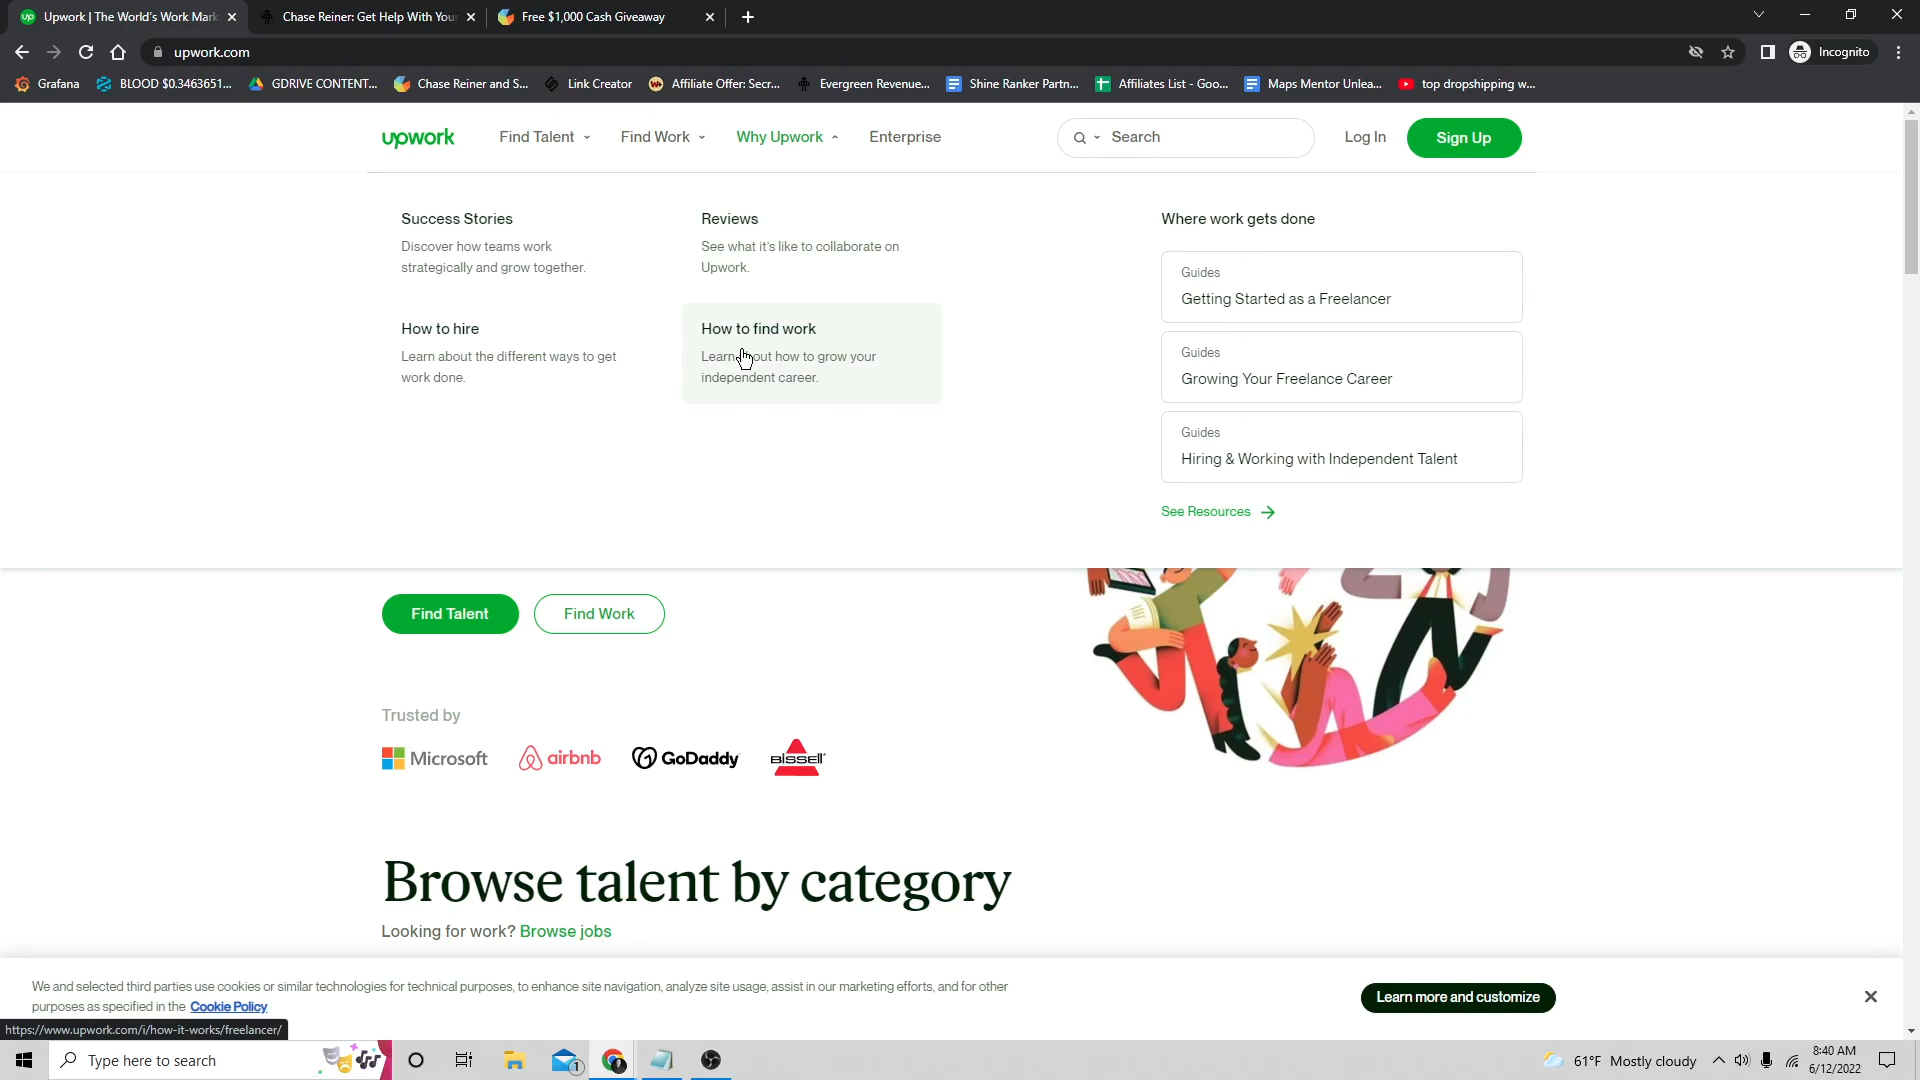 Upwork | The World's Work Mark
Chase Reiner: Get Help With You
Free $1,000 Cash Giveaway
upwork.com
Incognito
Grafana
BLOOD $0.3463651...
GDRIVE CONTENT...
Chase Reiner and S...
Link Creator
Affiliate Offer: Secr...
Evergreen Revenue...
Shine Ranker Partn...
Affiliates List - Goo...
Maps Mentor Unlea...
top dropshipping w...
upwork
Find Talent
Find Work
Why Upwork
Enterprise
Search
Log In
Sign Up
Success Stories
Discover how teams work
strategically and grow together.
Reviews
See what it's like to collaborate on
Upwork.
How to hire
Learn about the different ways to get
work done.
How to find work
Learn about how to grow your
independent career.
Where work gets done
Guides
Getting Started as a Freelancer
Guides
Growing Your Freelance Career
Guides
Hiring & Working with Independent Talent
See Resources
Find Talent
Find Work
Trusted by
Microsoft
airbnb
GoDaddy
BISSELL
Browse talent by category
Looking for work? Browse jobs
We and selected third parties use cookies or similar technologies for technical purposes, to enhance site navigation, analyze site usage, assist in our marketing efforts, and for other
purposes as specified in the Cookie Policy
Learn more and customize
https://www.upwork.com/i/how-it-works/freelancer/
Type here to search
1
61°F Mostly cloudy
8:40 AM
6/12/2022